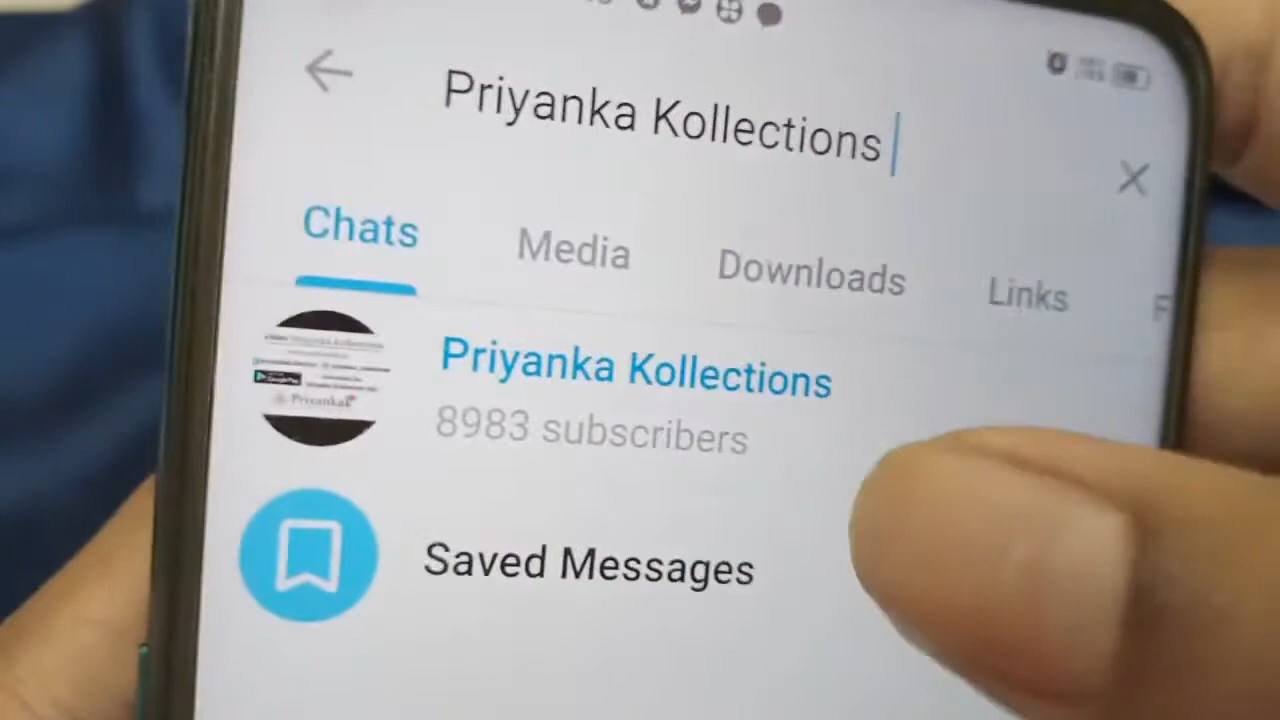 Priyanka Kollections
Chats Media Downloads Links F
Priyanka Kollections
8983 subscribers
Saved Messages